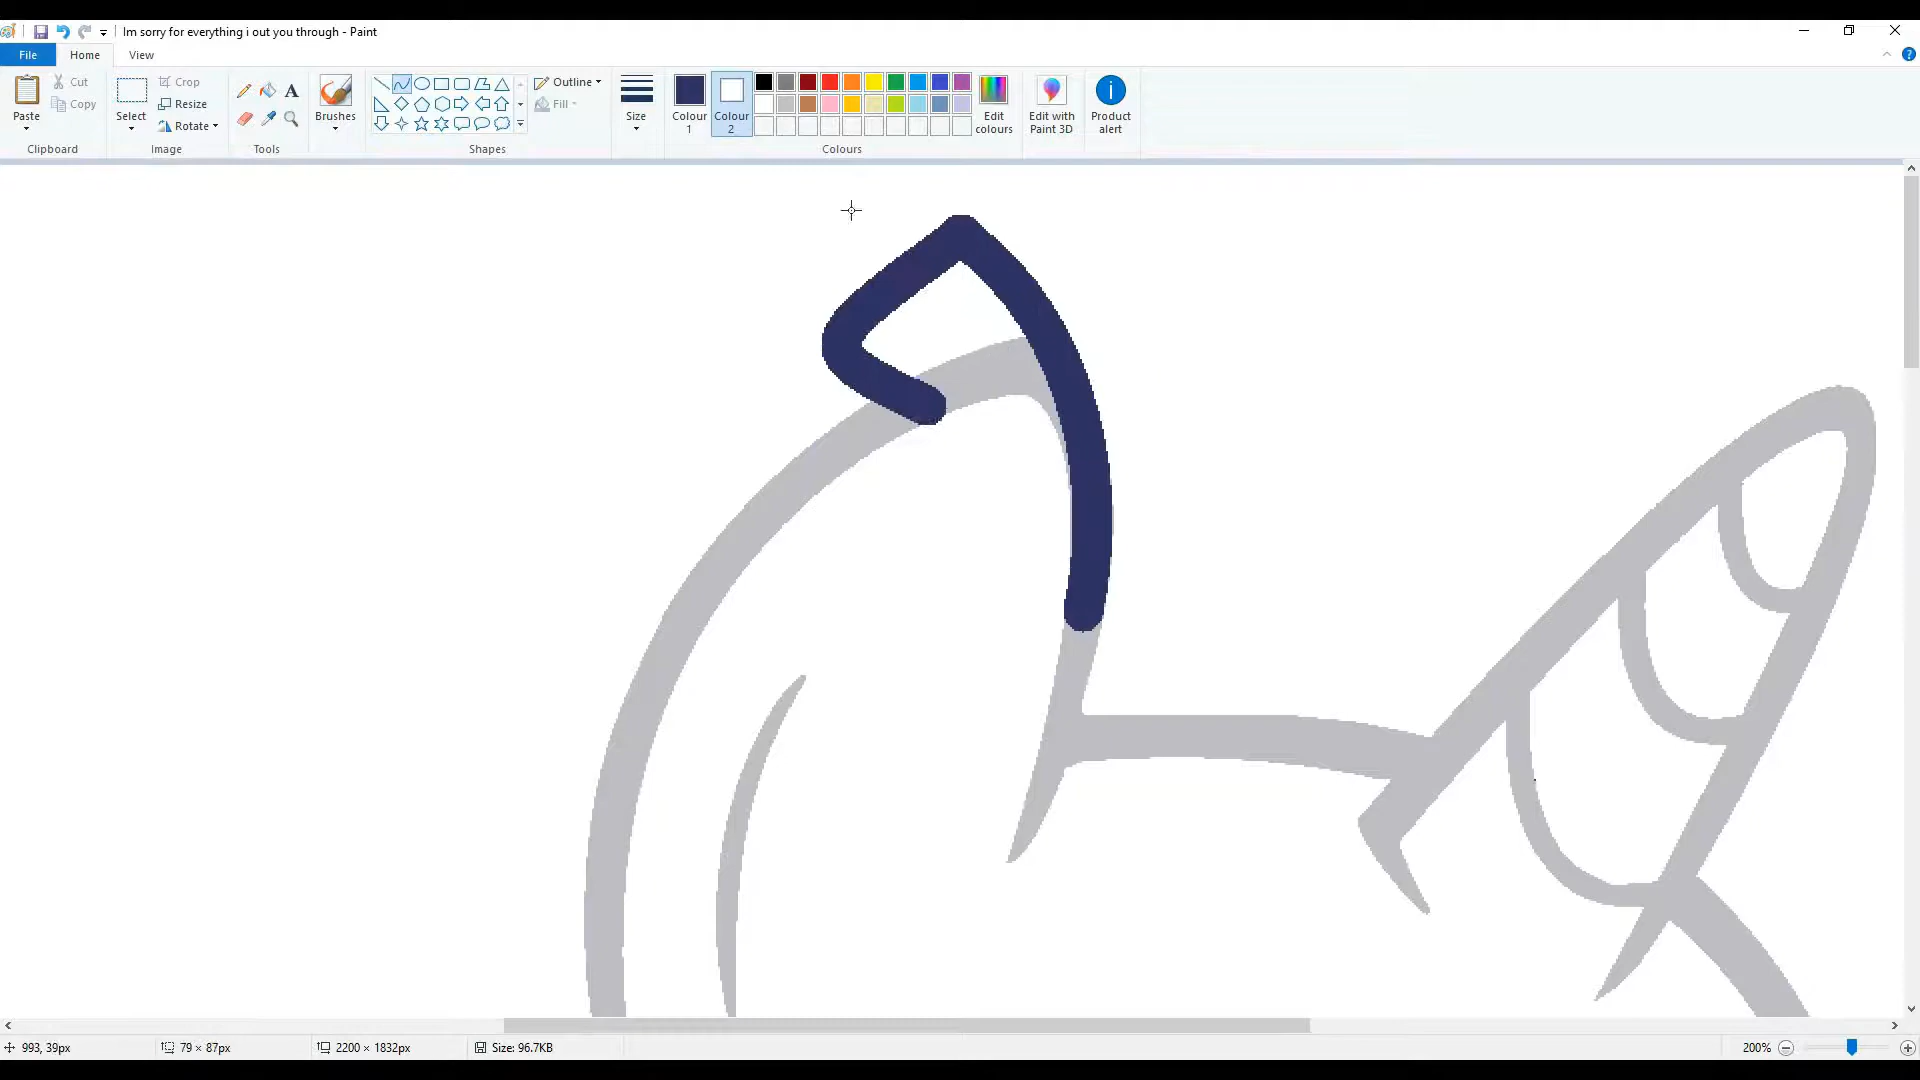 Im sorry for everything i out you through - Paint
File Home View
Paste Cut Copy
Clipboard
Select Crop Resize Rotate
Image
A
Tools
Brushes
Outline Fill
Shapes
Size
Colour 1
Colour 2
Edit colours
Colours
Edit with Paint 3D
Product alert
993, 39px 79 × 87px 2200 × 1832px Size: 96.7KB 200%